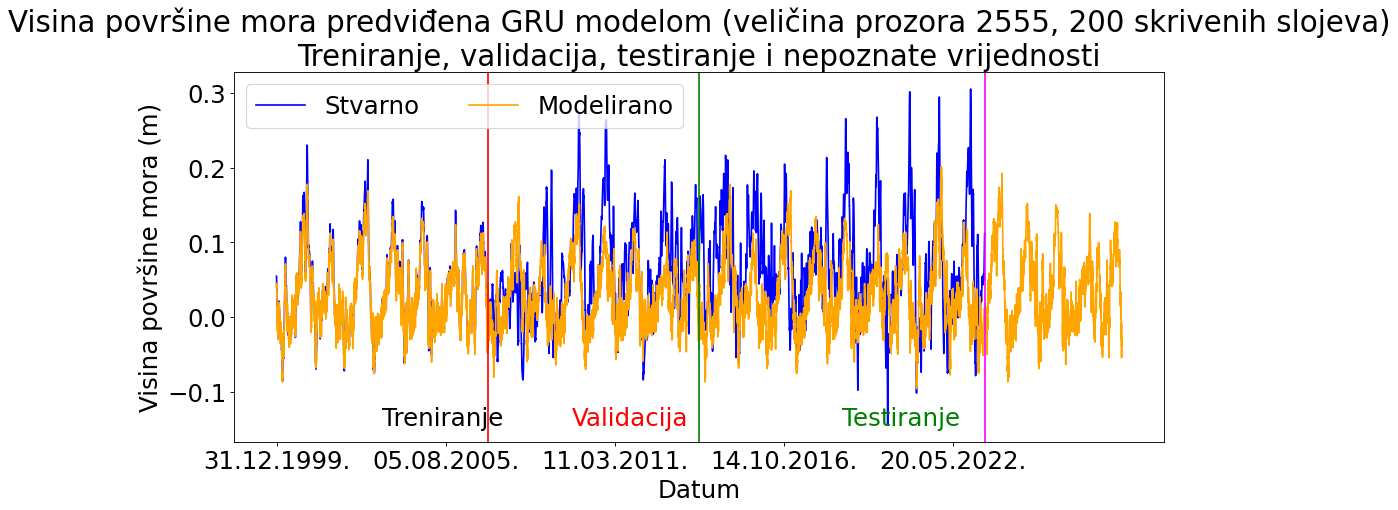 Visina površine mora predviđena GRU modelom (veličina prozora 2555, 200 skrivenih slojeva)
Treniranje, validacija, testiranje i nepoznate vrijednosti
Stvarno Modelirano
Visina površine mora (m)
0.3
0.2
0.1
0.0
−0.1
Treniranje Validacija Testiranje
31.12.1999. 05.08.2005. 11.03.2011. 14.10.2016. 20.05.2022.
Datum